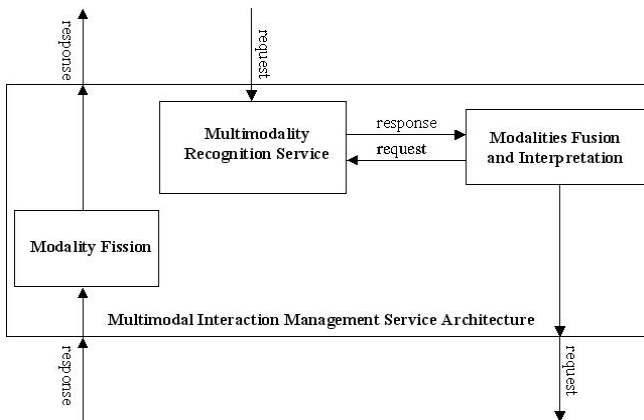 response
request
Multimodality
Recognition Service
response
request
Modalities Fusion
and Interpretation
Modality Fission
Multimodal Interaction Management Service Architecture
response
request